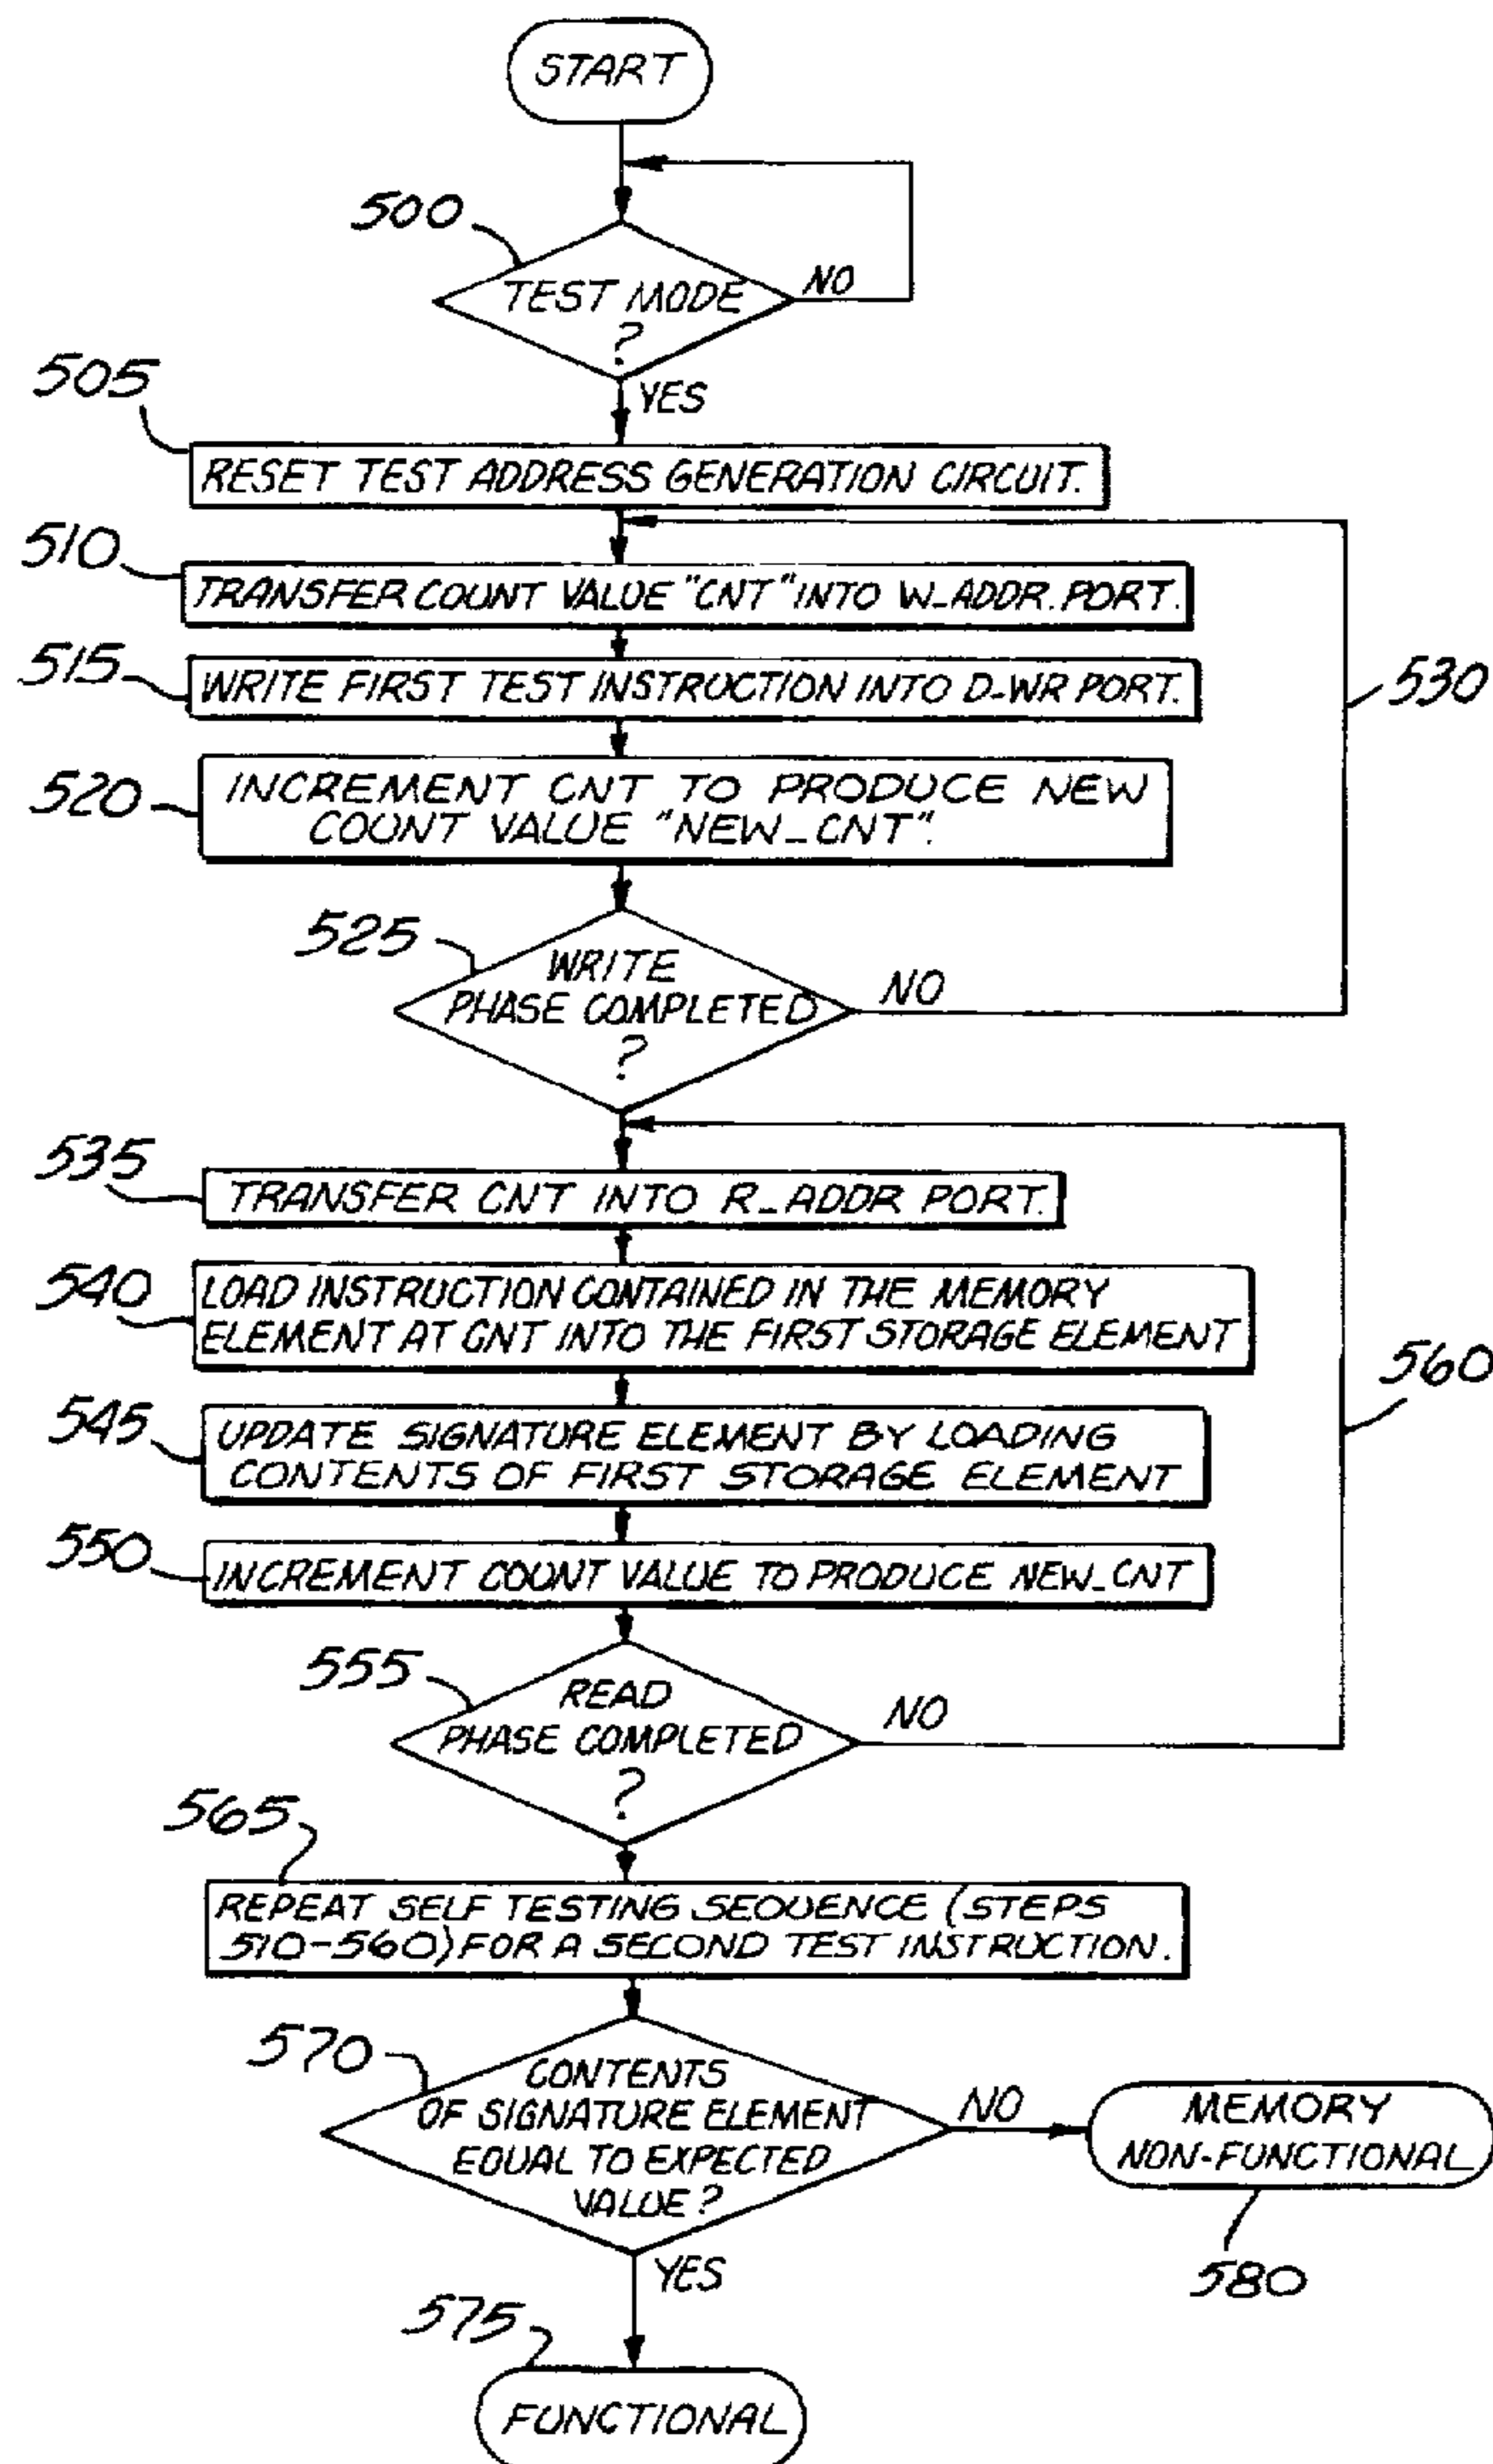 START
500
TEST MODE
?
NO
YES
505
RESET TEST ADDRESS GENERATION CIRCUIT.
510
TRANSFER COUNT VALUE "CNT" INTO W_ADDR. PORT.
515
WRITE FIRST TEST INSTRUCTION INTO D-WR PORT.
530
520
INCREMENT CNT TO PRODUCE NEW
COUNT VALUE "NEW_CNT".
525
WRITE
PHASE COMPLETED
?
NO
535
TRANSFER CNT INTO R_ADDR PORT.
540
LOAD INSTRUCTION CONTAINED IN THE MEMORY
ELEMENT AT CNT INTO THE FIRST STORAGE ELEMENT
560
545
UPDATE SIGNATURE ELEMENT BY LOADING
CONTENTS OF FIRST STORAGE ELEMENT
550
INCREMENT COUNT VALUE TO PRODUCE NEW_CNT
555
READ
PHASE COMPLETED
?
NO
565
REPEAT SELF TESTING SEQUENCE (STEPS
510-560) FOR A SECOND TEST INSTRUCTION.
570
CONTENTS
OF SIGNATURE ELEMENT
EQUAL TO EXPECTED
VALUE?
NO
MEMORY
NON-FUNCTIONAL
580
YES
575
FUNCTIONAL